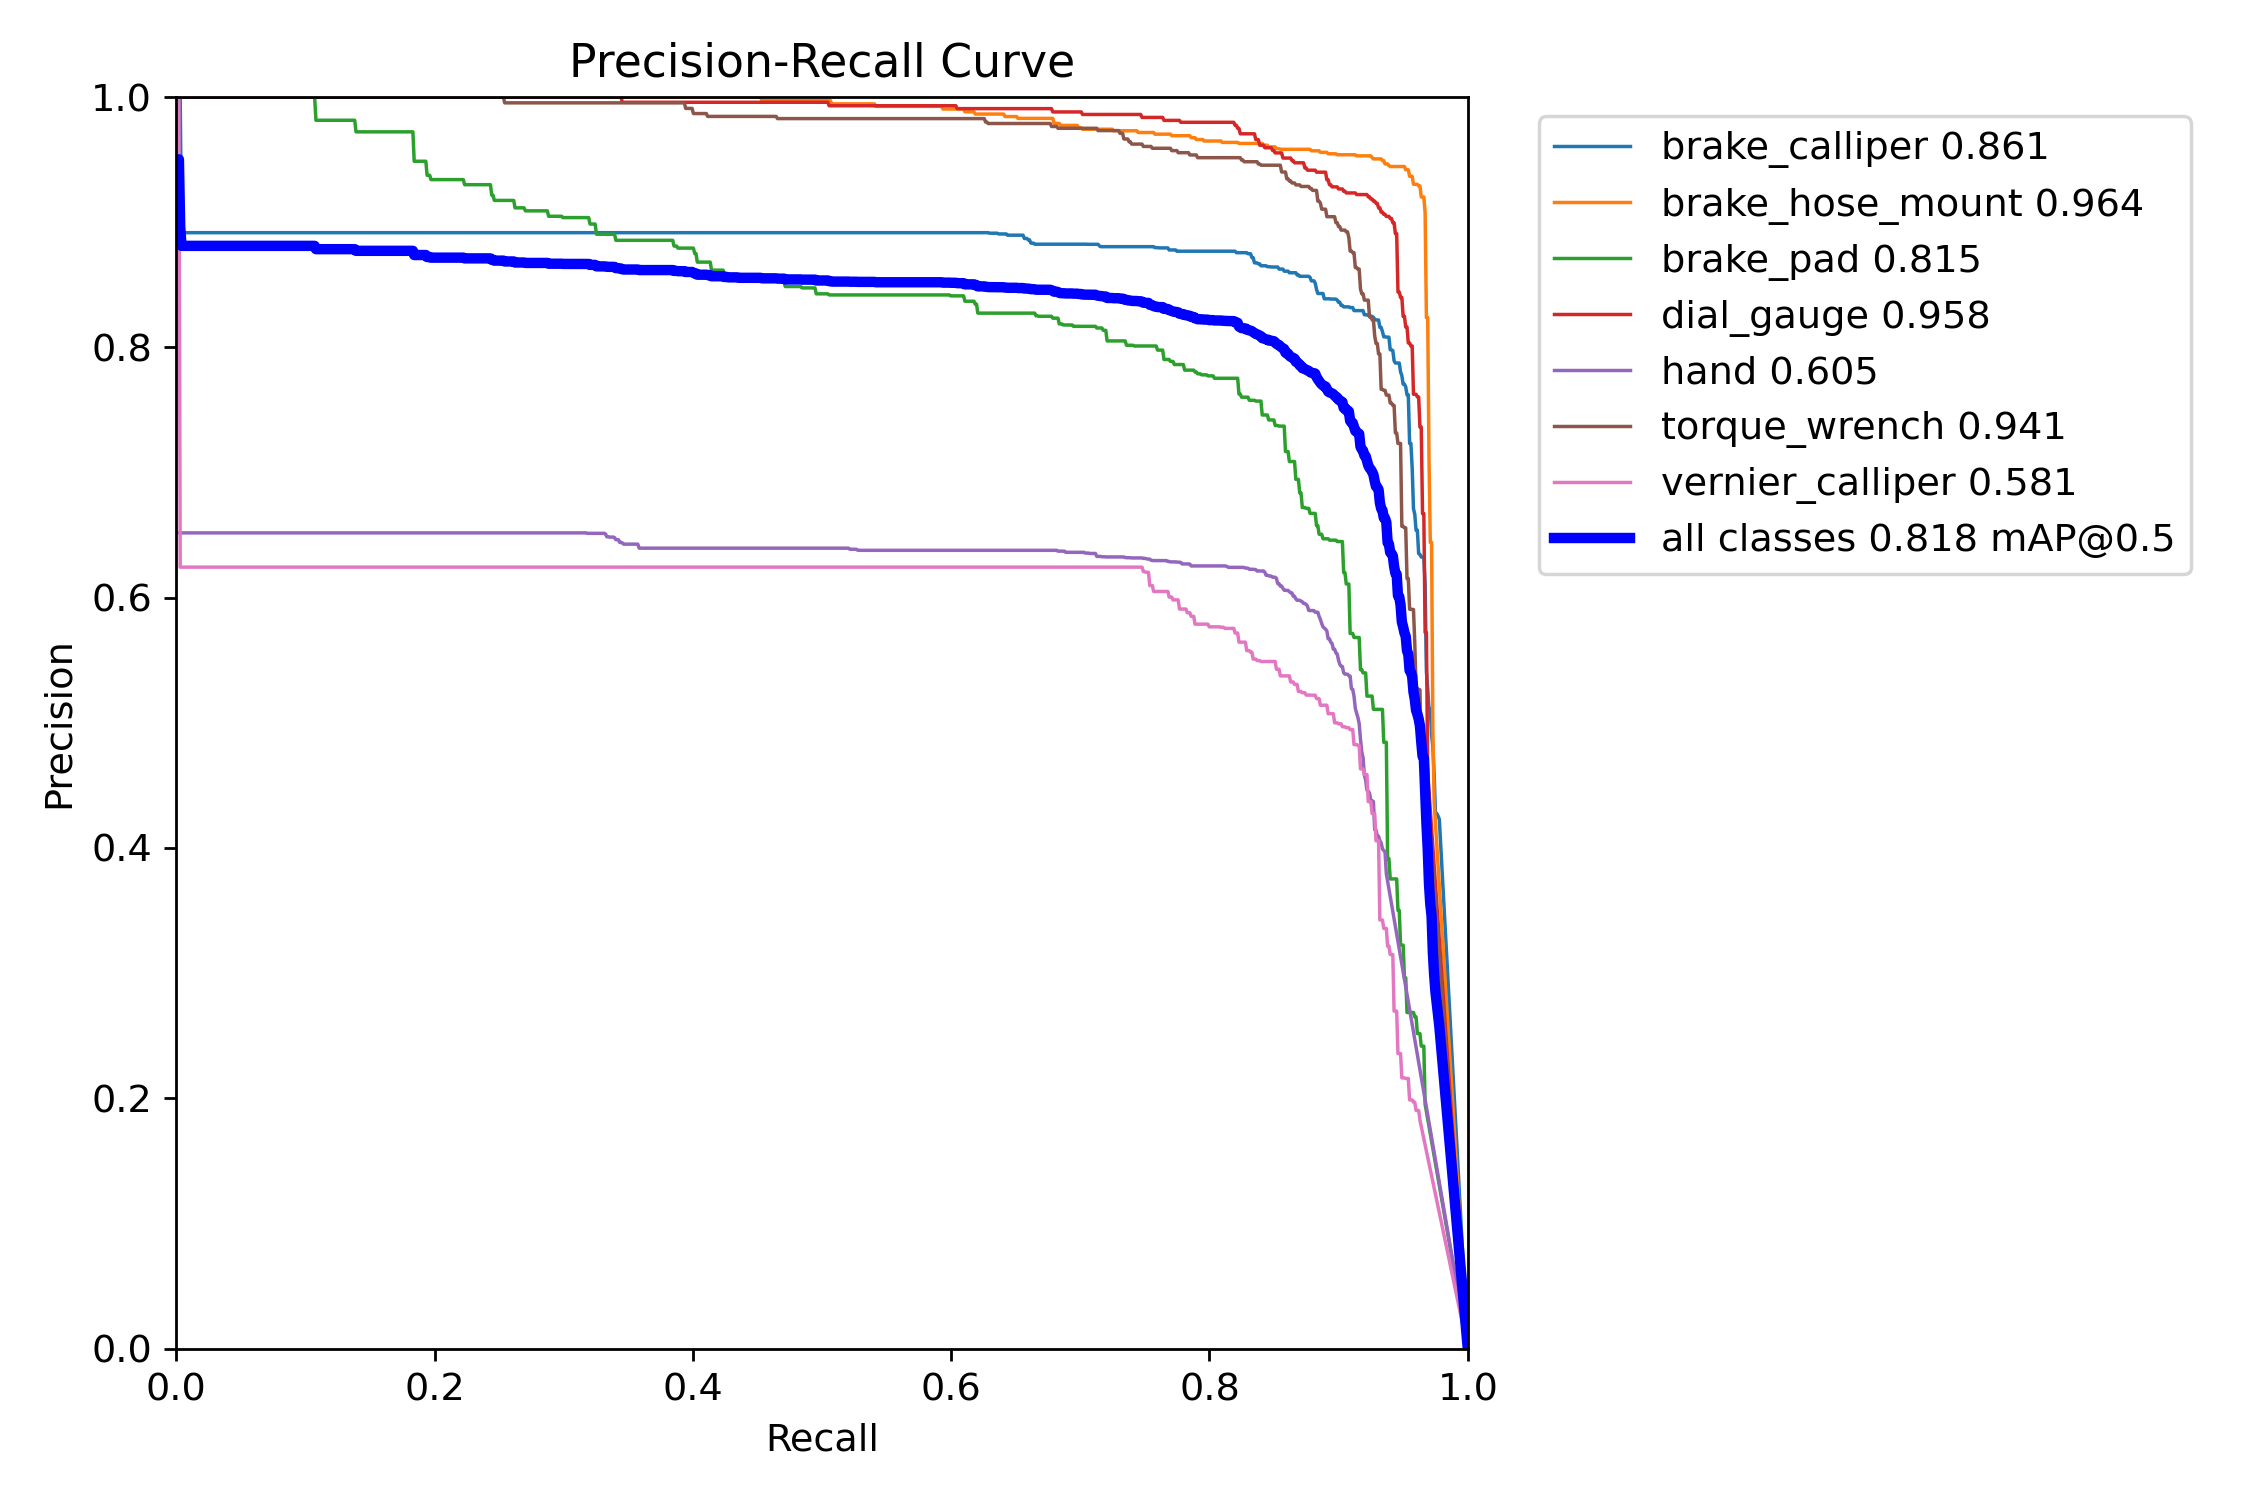 Precision-Recall Curve
1.0
0.8
0.6
0.4
0.2
0.0
Precision
0.0 0.2 0.4 0.6 0.8 1.0
Recall
brake_calliper 0.861
brake_hose_mount 0.964
brake_pad 0.815
dial_gauge 0.958
hand 0.605
torque_wrench 0.941
vernier_calliper 0.581
all classes 0.818 mAP@0.5